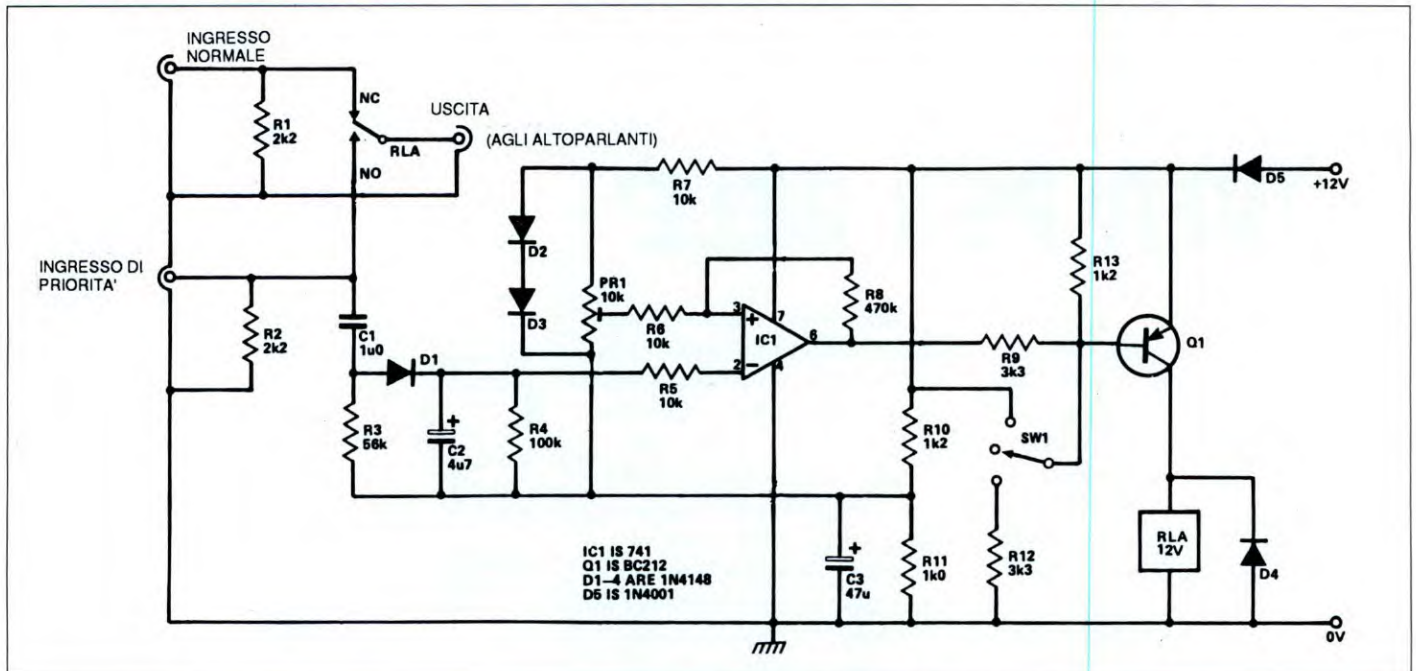 INGRESSO
NORMALE
R1
2k2
NC
RLA
NO
USCITA
(AGLI ALTOPARLANTI)
INGRESSO DI
PRIORITA'
R2
2k2
C1
1u0
D1
R3
56k
+
C2
4u7
R4
100k
D2
D3
PR1
10k
R7
10k
R6
10k
R5
10k
3
+
2
-
7
4
6
IC1
R8
470k
R9
3k3
R10
1k2
SW1
R11
1k0
R12
3k3
+
C3
47u
R13
1k2
Q1
D5
+12V
RLA
12V
D4
0V
IC1 IS 741
Q1 IS BC212
D1–4 ARE 1N4148
D5 IS 1N4001